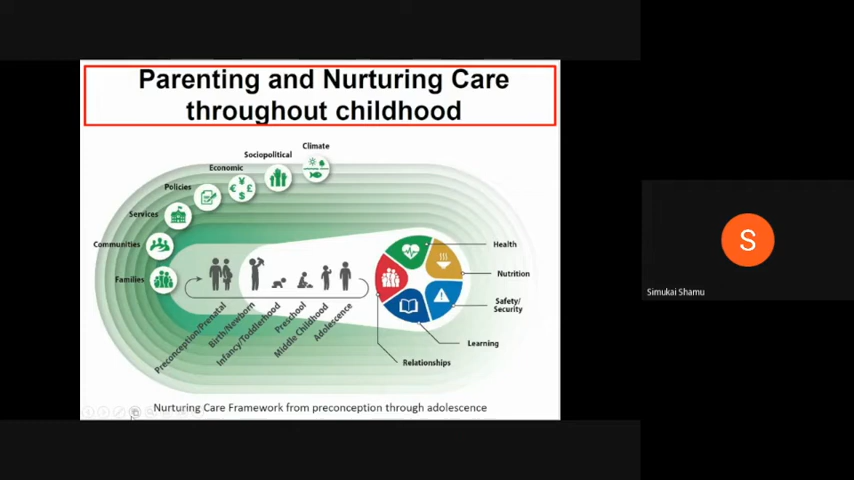 Parenting and Nurturing Care
throughout childhood
Climate
Sociopolitical
Economic
Policies
Services
Communities
Families
Preconception/Prenatal
Birth/Newborn
Infancy/Toddlerhood
Preschool
Middle Childhood
Adolescence
Health
Nutrition
Safety/
Security
Learning
Relationships
Nurturing Care Framework from preconception through adolescence
S
Simukai Shamu